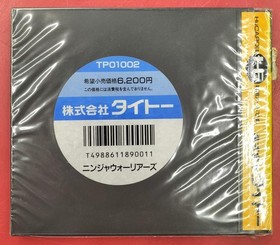 TP01002
希望小売価格6,200円
この価格には消費税は含んでおりません。
株式会社タイトー
T4988611890011
ニンジャウォーリアーズ